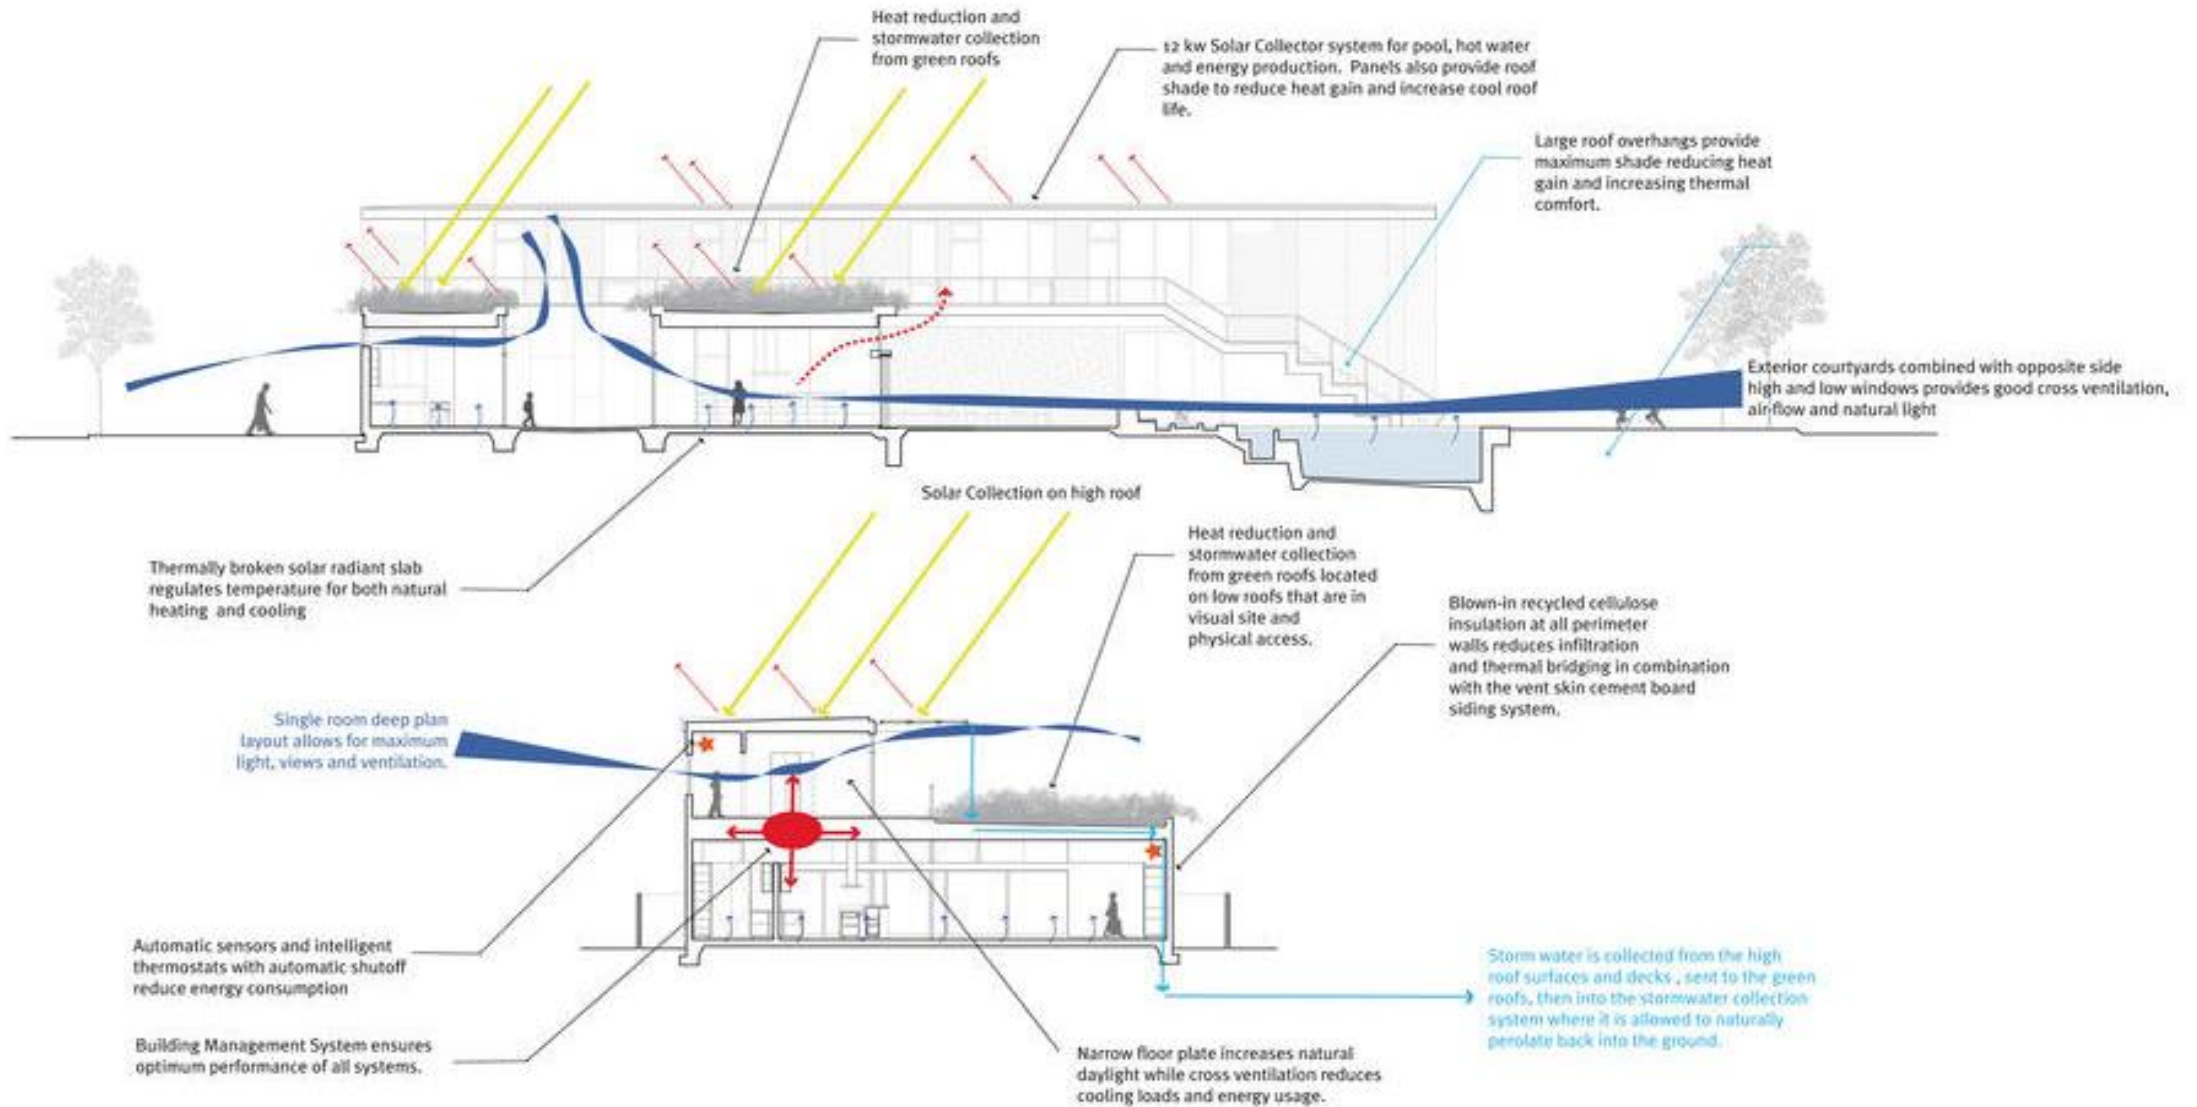 Heat reduction and
stormwater collection
from green roofs
12 kw Solar Collector system for pool, hot water
and energy production. Panels also provide roof
shade to reduce heat gain and increase cool roof
life.
Large roof overhangs provide
maximum shade reducing heat
gain and increasing thermal
comfort.
Exterior courtyards combined with opposite side
high and low windows provides good cross ventilation,
air flow and natural light
Solar Collection on high roof
Thermally broken solar radiant slab
regulates temperature for both natural
heating and cooling
Heat reduction and
stormwater collection
from green roofs located
on low roofs that are in
visual site and
physical access.
Blown-in recycled cellulose
insulation at all perimeter
walls reduces infiltration
and thermal bridging in combination
with the vent skin cement board
siding system.
Single room deep plan
layout allows for maximum
light, views and ventilation.
Automatic sensors and intelligent
thermostats with automatic shutoff
reduce energy consumption
Building Management System ensures
optimum performance of all systems.
Narrow floor plate increases natural
daylight while cross ventilation reduces
cooling loads and energy usage.
Storm water is collected from the high
roof surfaces and decks , sent to the green
roofs, then into the stormwater collection
system where it is allowed to naturally
perolate back into the ground.